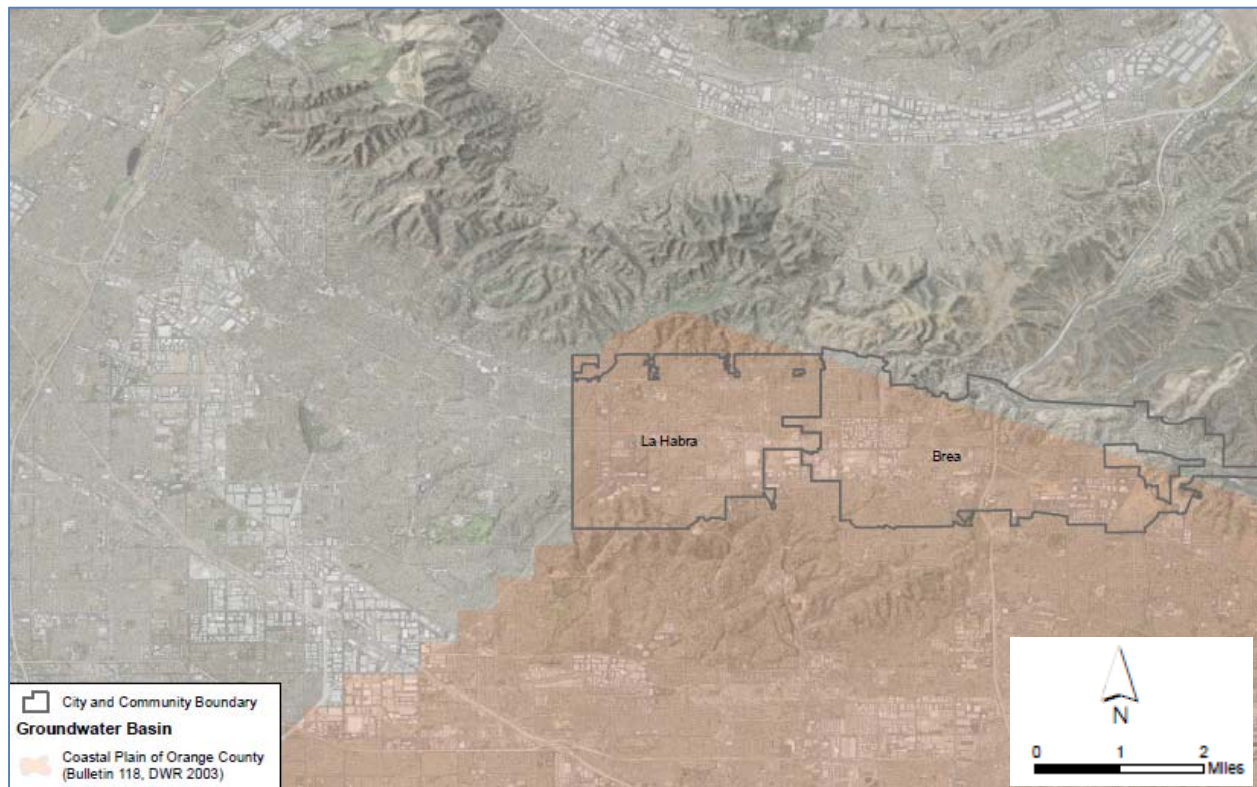 La Habra
Brea
City and Community Boundary
Groundwater Basin
Coastal Plain of Orange County
(Bulletin 118, DWR 2003)
N
0 1 2
Miles